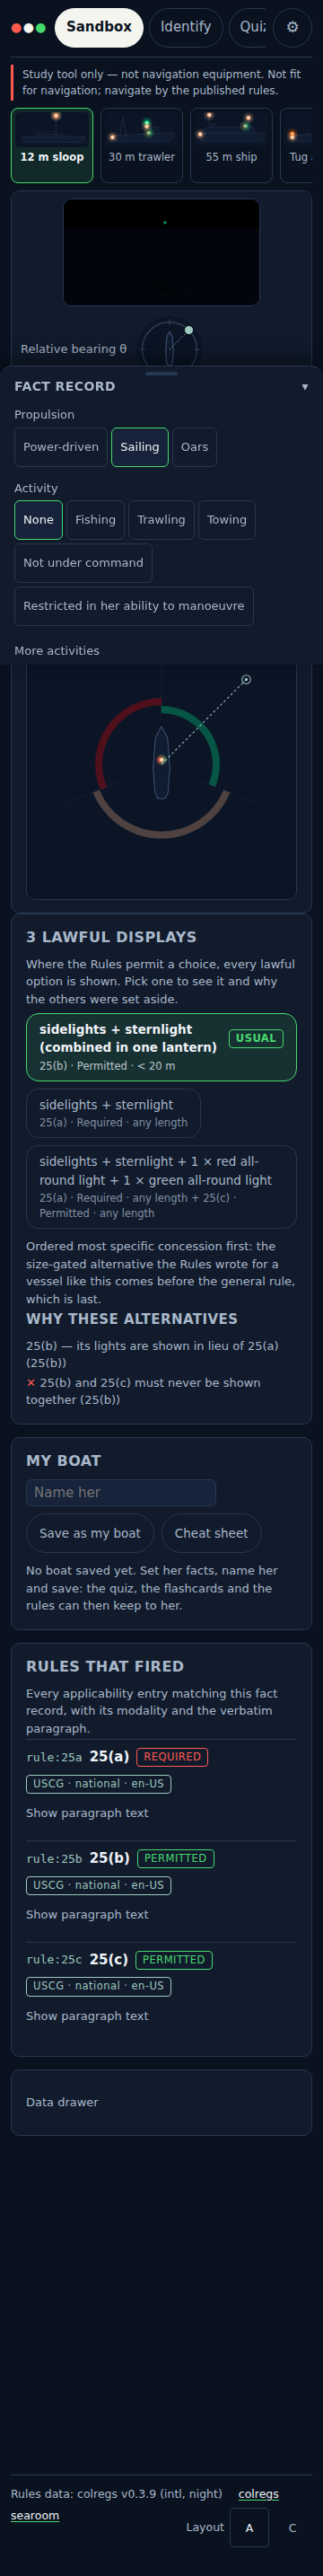 Sandbox
Identify
⚙
Study tool only — not navigation equipment. Not fit
for navigation; navigate by the published rules.
12 m sloop
30 m trawler
55 m ship
Tug
Relative bearing θ
FACT RECORD
▾
Propulsion
Power-driven
Sailing
Oars
Activity
None
Fishing
Trawling
Towing
Not under command
Restricted in her ability to manoeuvre
More activities
3 LAWFUL DISPLAYS
Where the Rules permit a choice, every lawful
option is shown. Pick one to see it and why
the others were set aside.
sidelights + sternlight
(combined in one lantern)
USUAL
25(b) · Permitted · < 20 m
sidelights + sternlight
25(a) · Required · any length
sidelights + sternlight + 1 × red all-
round light + 1 × green all-round light
25(a) · Required · any length + 25(c) ·
Permitted · any length
Ordered most specific concession first: the
size-gated alternative the Rules wrote for a
vessel like this comes before the general rule,
which is last.
WHY THESE ALTERNATIVES
25(b) — its lights are shown in lieu of 25(a)
(25(b))
✕ 25(b) and 25(c) must never be shown
together (25(b))
MY BOAT
Name her
Save as my boat
Cheat sheet
No boat saved yet. Set her facts, name her
and save: the quiz, the flashcards and the
rules can then keep to her.
RULES THAT FIRED
Every applicability entry matching this fact
record, with its modality and the verbatim
paragraph.
rule:25a 25(a) REQUIRED
USCG · national · en-US
Show paragraph text
rule:25b 25(b) PERMITTED
USCG · national · en-US
Show paragraph text
rule:25c 25(c) PERMITTED
USCG · national · en-US
Show paragraph text
Data drawer
Rules data: colregs v0.3.9 (intl, night) colregs
searoom
Layout
A
C